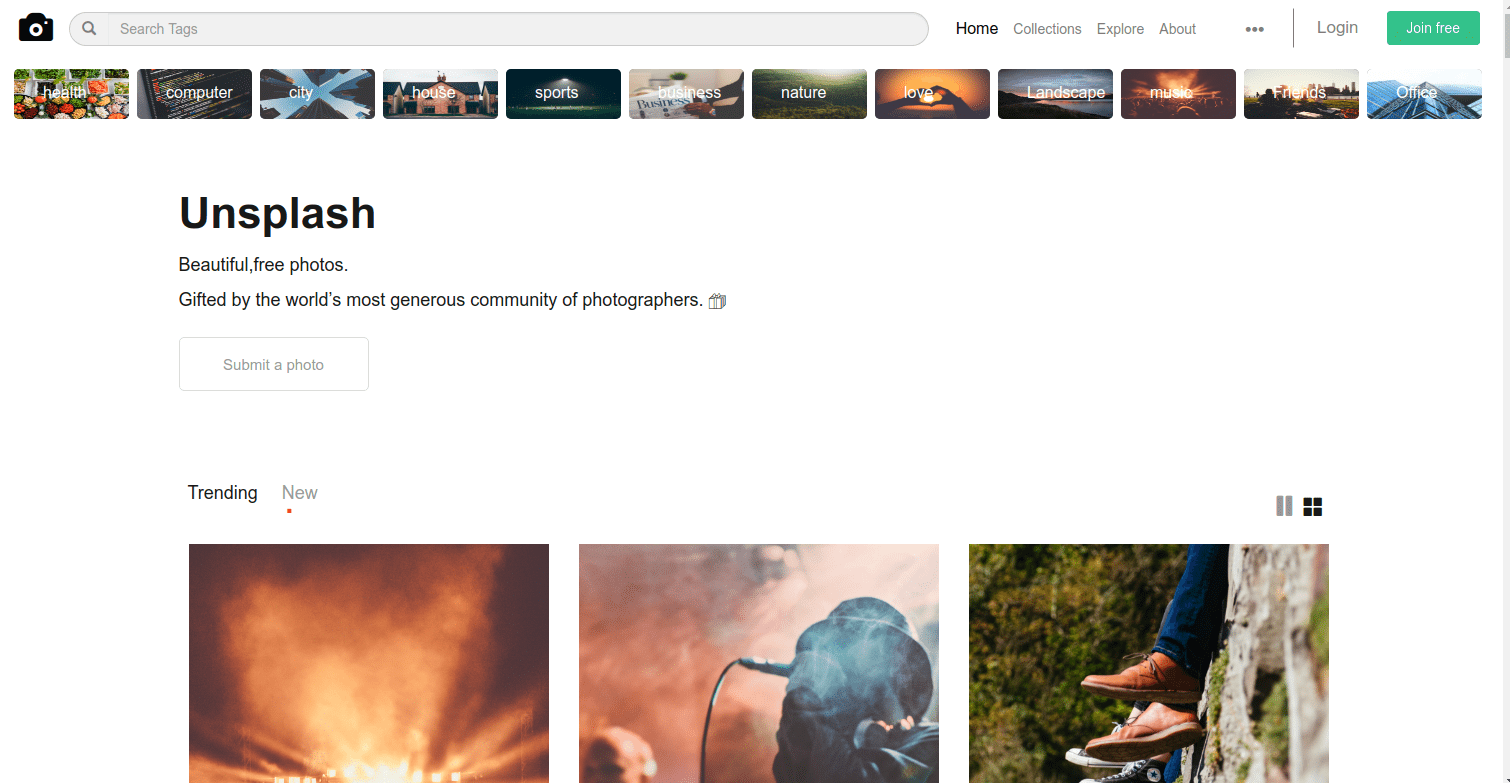 Search Tags
Home Collections Explore About ••• Login Join free
health computer city house sports business nature love Landscape music Friends Office
Business
Unsplash
Beautiful,free photos.
Gifted by the world’s most generous community of photographers.
Submit a photo
Trending New